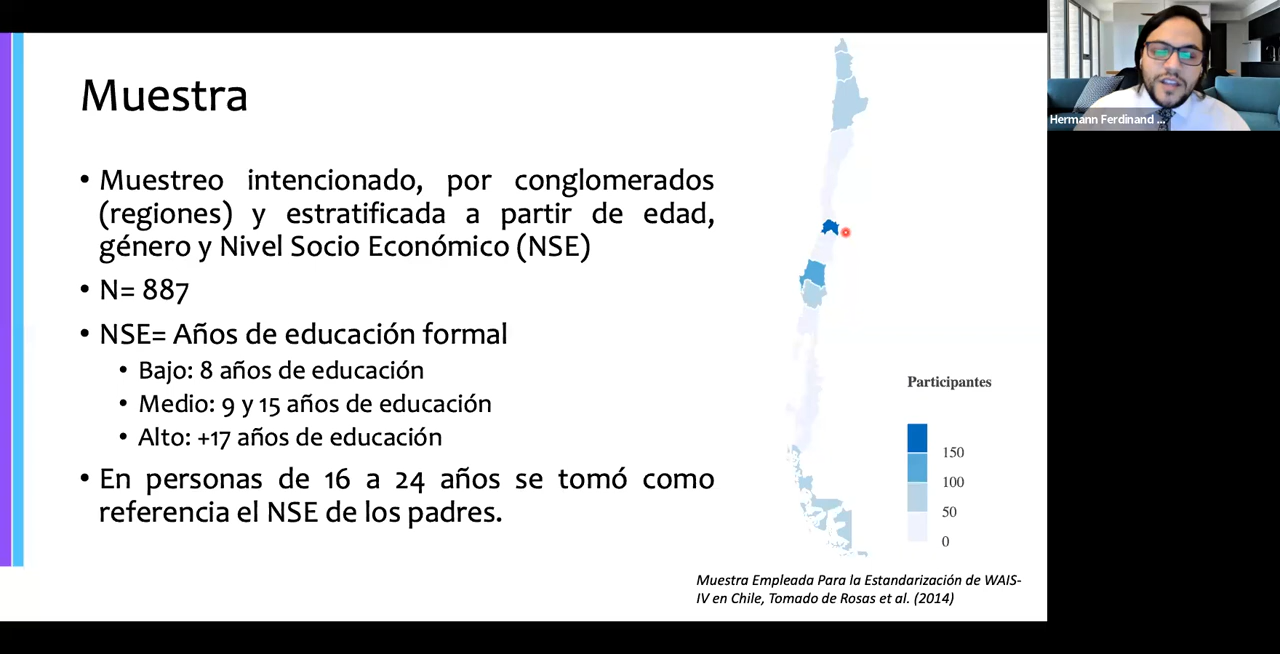 Muestra
• Muestreo intencionado, por conglomerados
(regiones) y estratificada a partir de edad,
género y Nivel Socio Económico (NSE)
• N= 887
• NSE= Años de educación formal
• Bajo: 8 años de educación
• Medio: 9 y 15 años de educación
• Alto: +17 años de educación
• En personas de 16 a 24 años se tomó como
referencia el NSE de los padres.
Participantes
150
100
50
0
Muestra Empleada Para la Estandarización de WAIS-
IV en Chile, Tomado de Rosas et al. (2014)
Hermann Ferdinand ...